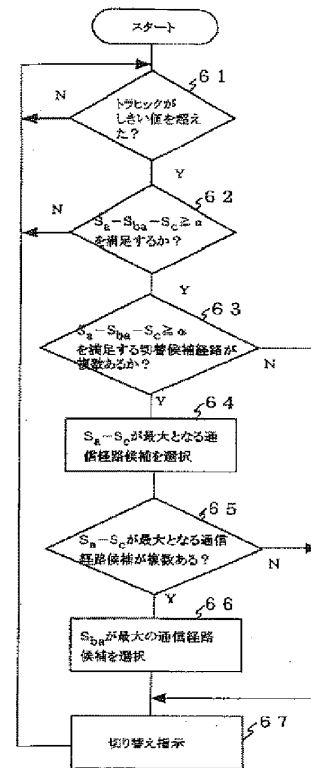 スタート
61
トラヒックが
しきい値を超え
た?
N
Y
62
Sa−Sba−Sc≧α
を満足するか?
N
Y
63
Sa−Sba−Sc≧α
を満足する切替候補経路が
複数あるか?
N
Y
64
Sa−Scが最大となる通
信経路候補を選択
65
Sa−Scが最大となる通信
経路候補が複数ある?
N
Y
66
Sbaが最大の通信経路
候補を選択
67
切り替え指示